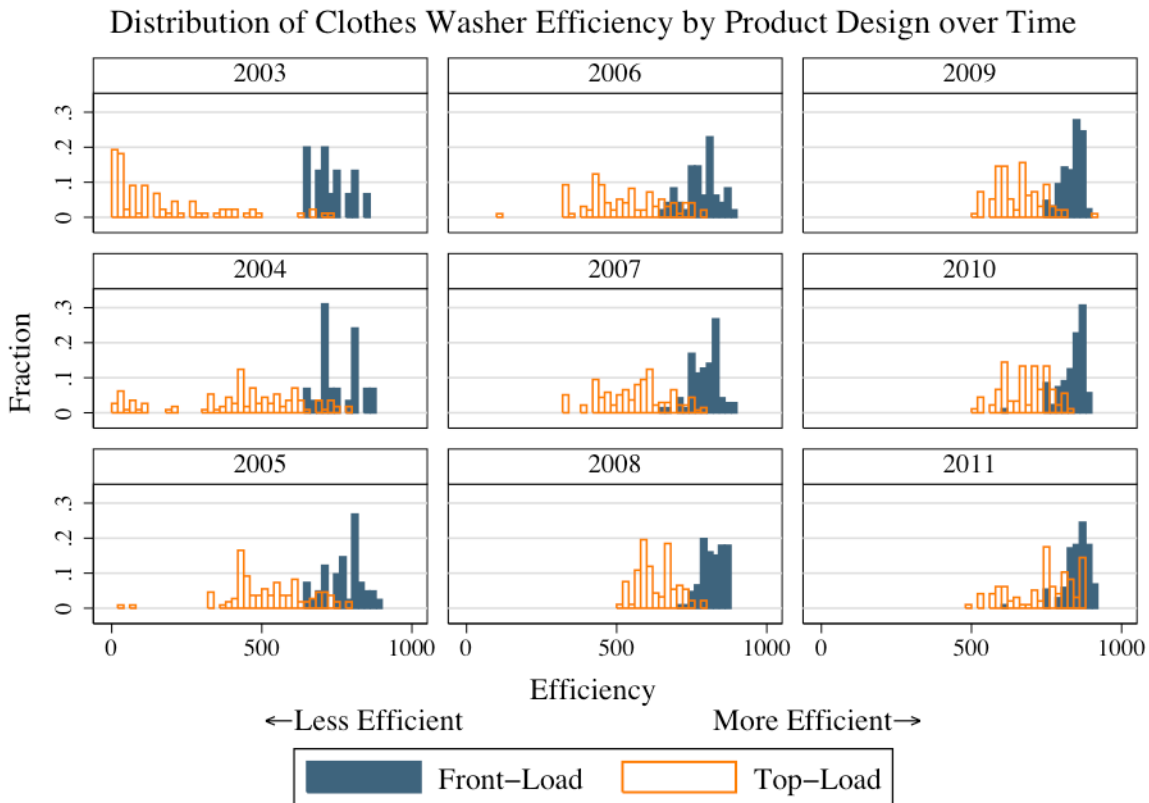 Distribution of Clothes Washer Efficiency by Product Design over Time
2003 2006 2009
.3
.2
.1
0
2004 2007 2010
.3
.2
.1
0
Fraction
2005 2008 2011
.3
.2
.1
0
0 500 1000 0 500 1000 0 500 1000
Efficiency
←Less Efficient More Efficient→
Front−Load Top−Load